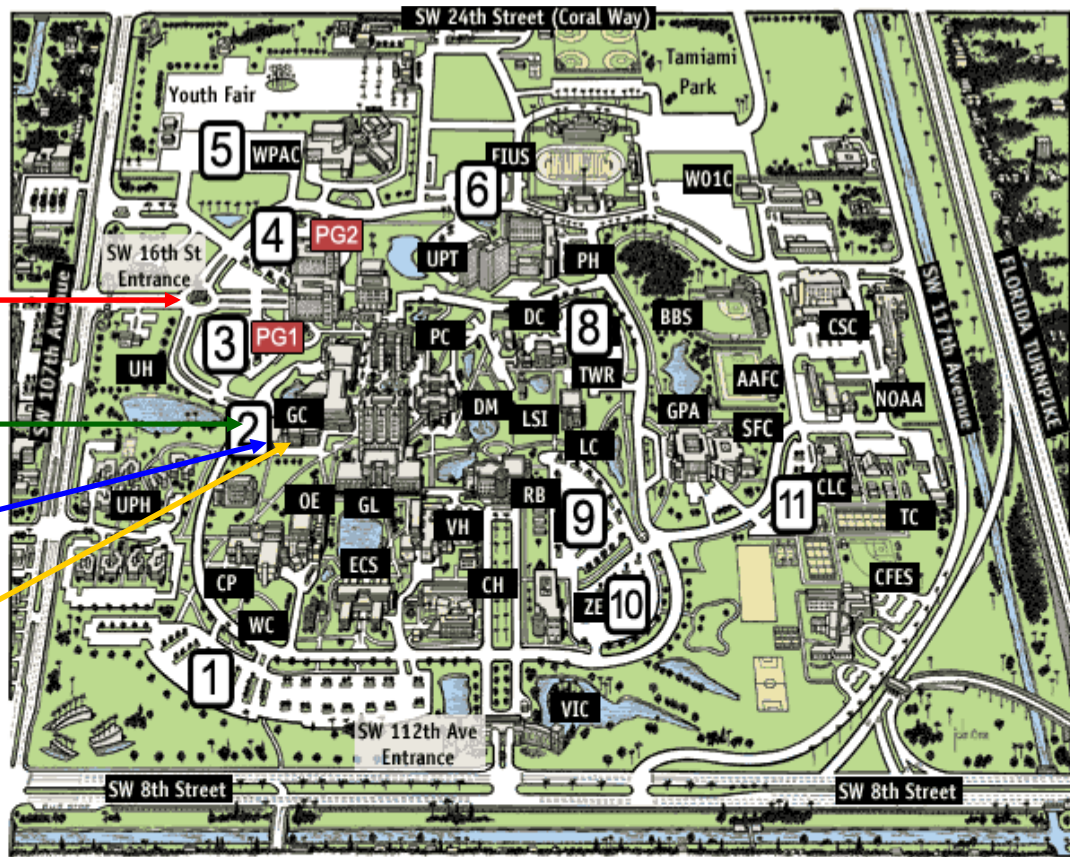 SW 24th Street (Coral Way)
Tamiami
Park
Youth Fair
5
WPAC
FIUS
6
W01C
4
PG2
UPT
PH
SW 16th St
Entrance
SW 107th Avenue
SW 117th Avenue
FLORIDA TURNPIKE
3
PG1
PC
DC
8
BBS
CSC
UH
TWR
AAFC
NOAA
GC
DM
LSI
GPA
SFC
2
LC
UPH
OE
GL
RB
9
11
CLC
TC
VH
ECS
CP
CH
ZE
10
CFES
WC
1
VIC
SW 112th Ave
Entrance
SW 8th Street
SW 8th Street